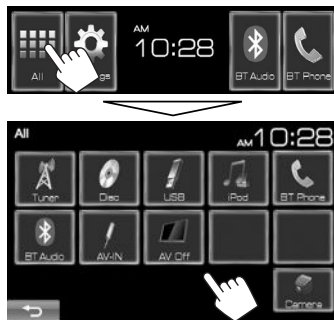 AM
10:28
All
gs
BT Audio
BT Phone
All
AM 10:28
Tuner
Disc
USB
iPod
BT Phone
BT Audio
AV-IN
AV Off
Camera